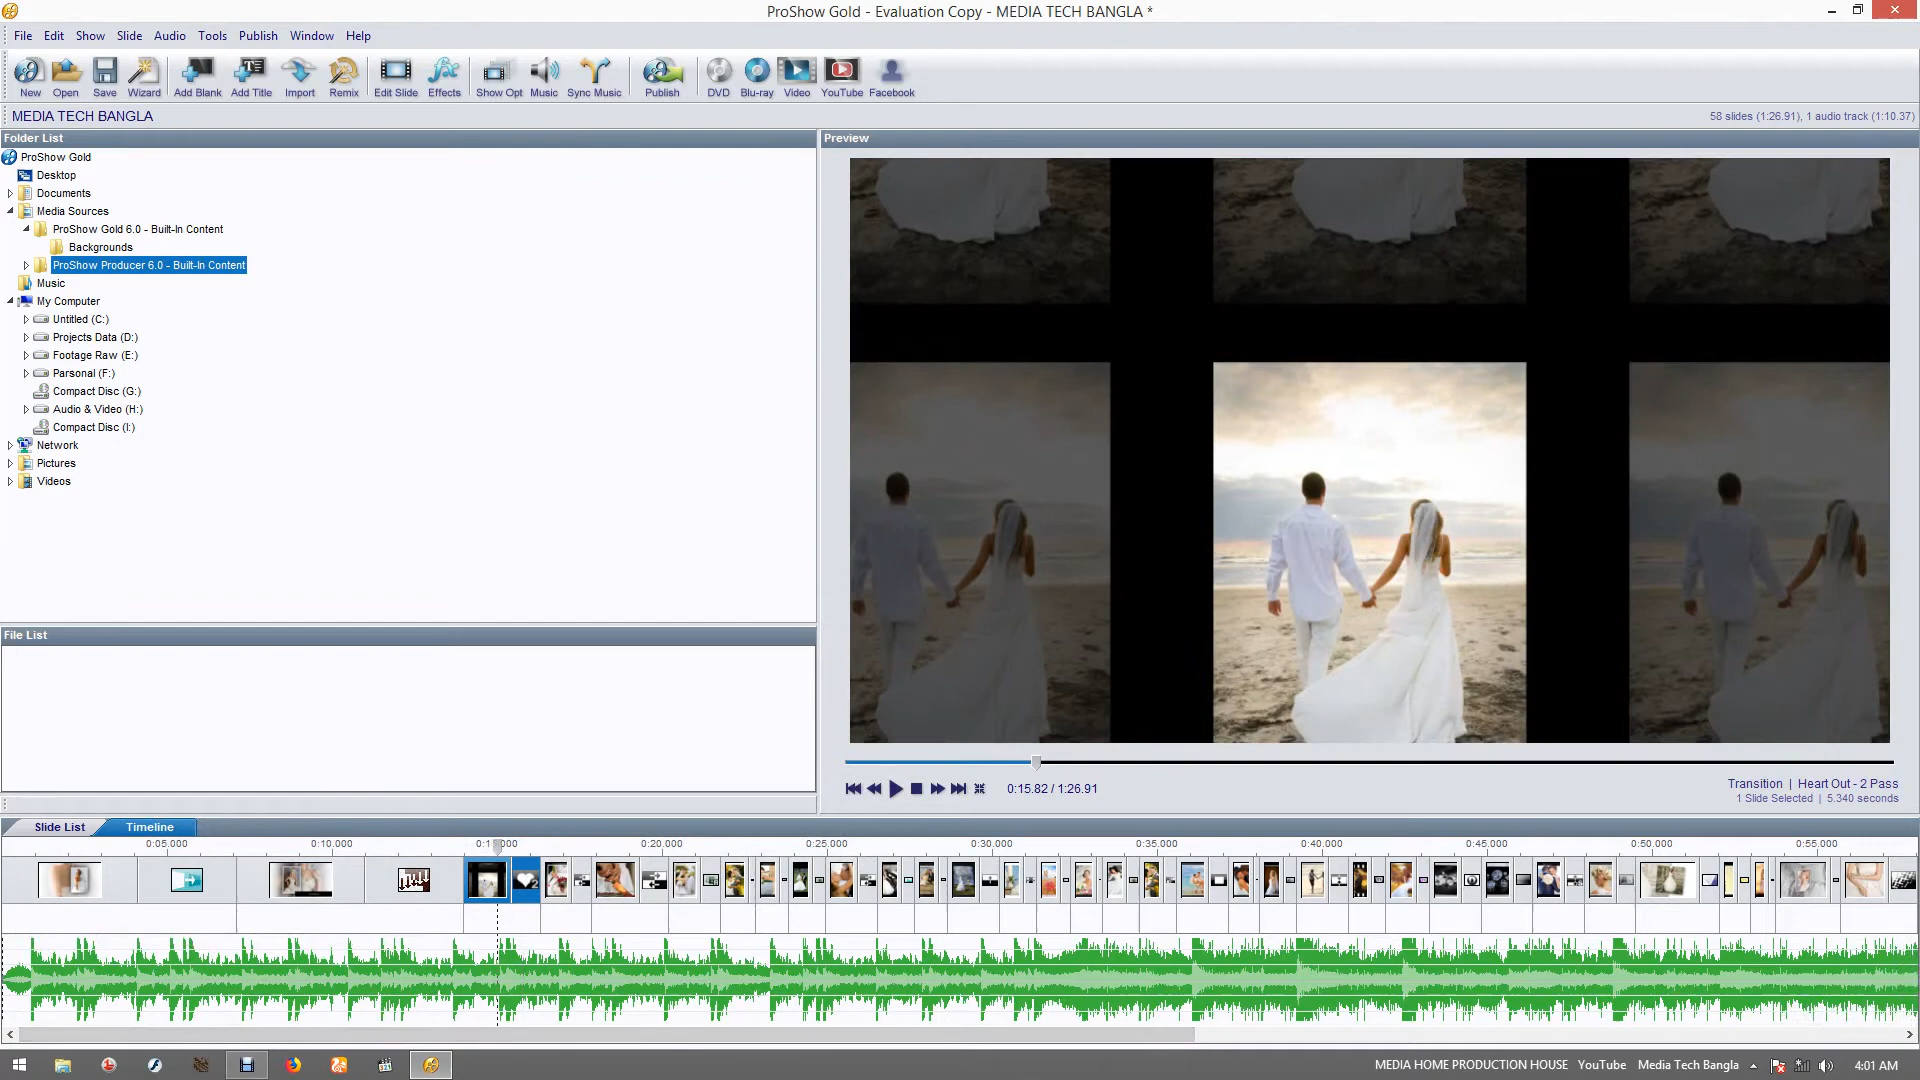 ProShow Gold - Evaluation Copy - MEDIA TECH BANGLA *
File Edit Show Slide Audio Tools Publish Window Help
New Open Save Wizard Add Blank Add Title Import Remix Edit Slide Effects Show Opt Music Sync Music Publish DVD Blu-ray Video YouTube Facebook
MEDIA TECH BANGLA
58 slides (1:26.91), 1 audio track (1:10.37)
Folder List
Preview
ProShow Gold
Desktop
Documents
Media Sources
ProShow Gold 6.0 - Built-In Content
Backgrounds
ProShow Producer 6.0 - Built-In Content
Music
My Computer
Untitled (C:)
Projects Data (D:)
Footage Raw (E:)
Parsonal (F:)
Compact Disc (G:)
Audio & Video (H:)
Compact Disc (I:)
Network
Pictures
Videos
File List
0:15.82 / 1:26.91
Transition | Heart Out - 2 Pass
1 Slide Selected | 5.340 seconds
Slide List Timeline
0:05.000 0:10.000 0:20.000 0:25.000 0:30.000 0:35.000 0:40.000 0:45.000 0:50.000 0:55.000
2
MEDIA HOME PRODUCTION HOUSE YouTube Media Tech Bangla 4:01 AM